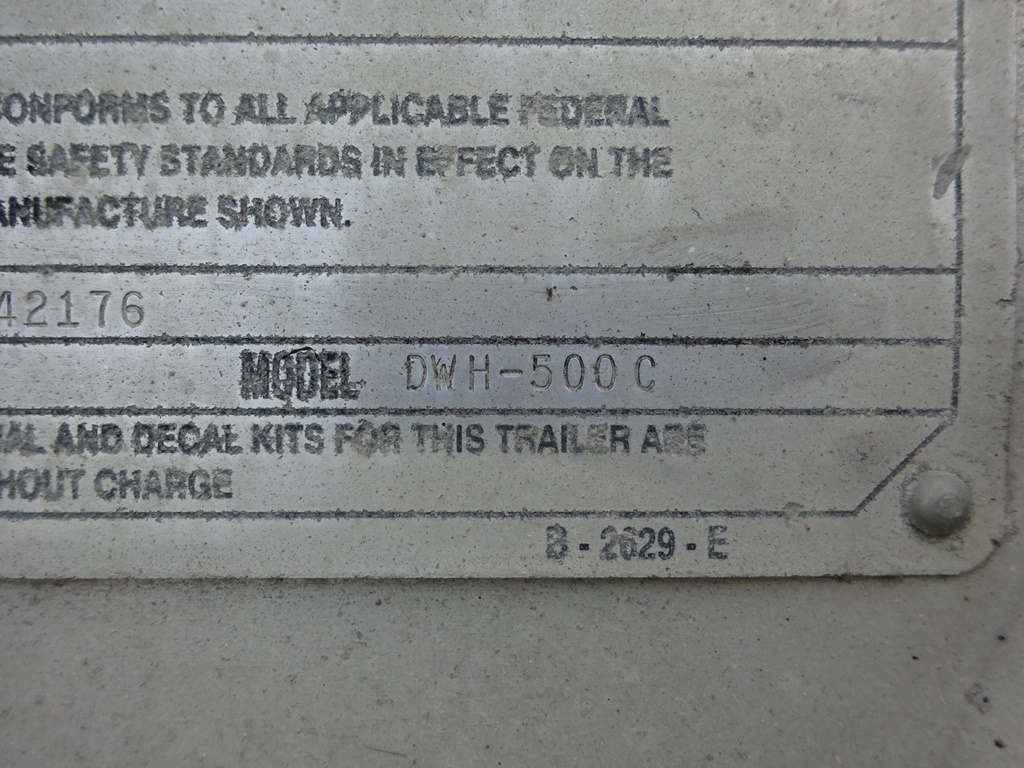 CONFORMS TO ALL APPLICABLE FEDERAL
E SAFETY STANDARDS IN EFFECT ON THE
ANUFACTURE SHOWN.
42176
MODEL DWH-500C
AL AND DECAL KITS FOR THIS TRAILER ARE
HOUT CHARGE
B - 2629 - E